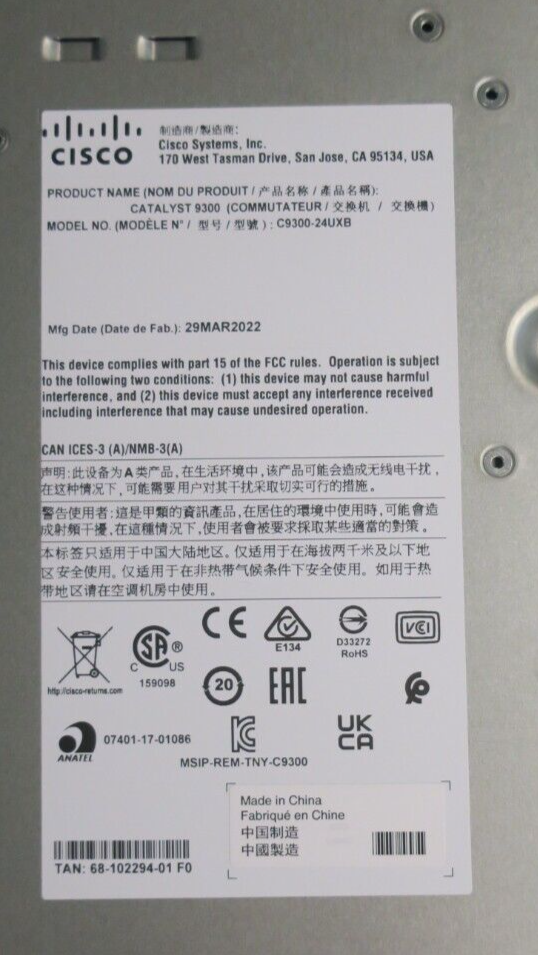 制造商/製造商:
CISCO
Cisco Systems, Inc.
170 West Tasman Drive, San Jose, CA 95134, USA
PRODUCT NAME (NOM DU PRODUIT / 产品名称 / 產品名稱):
CATALYST 9300 (COMMUTATEUR / 交换机 / 交換機)
MODEL NO. (MODÈLE N° / 型号 / 型號): C9300-24UXB
Mfg Date (Date de Fab.): 29MAR2022
This device complies with part 15 of the FCC rules. Operation is subject
to the following two conditions: (1) this device may not cause harmful
interference, and (2) this device must accept any interference received
including interference that may cause undesired operation.
CAN ICES-3 (A)/NMB-3(A)
声明:此设备为A类产品,在生活环境中,该产品可能会造成无线电干扰,
在这种情况下,可能需要用户对其干扰采取切实可行的措施。
警告使用者:這是甲類的資訊產品,在居住的環境中使用時,可能會造
成射頻干擾,在這種情況下,使用者會被要求採取某些適當的對策。
本标签只适用于中国大陆地区。仅适用于在海拔两千米及以下地
区安全使用。仅适用于在非热带气候条件下安全使用。如用于热
带地区请在空调机房中使用。
http://cisco-returns.com
SA ®
C US
159098
CE
E134
D33272
RoHS
VCI
20
EAC
ANATEL
07401-17-01086
KC
MSIP-REM-TNY-C9300
UK
CA
Made in China
Fabriqué en Chine
中国制造
中國製造
TAN: 68-102294-01 F0